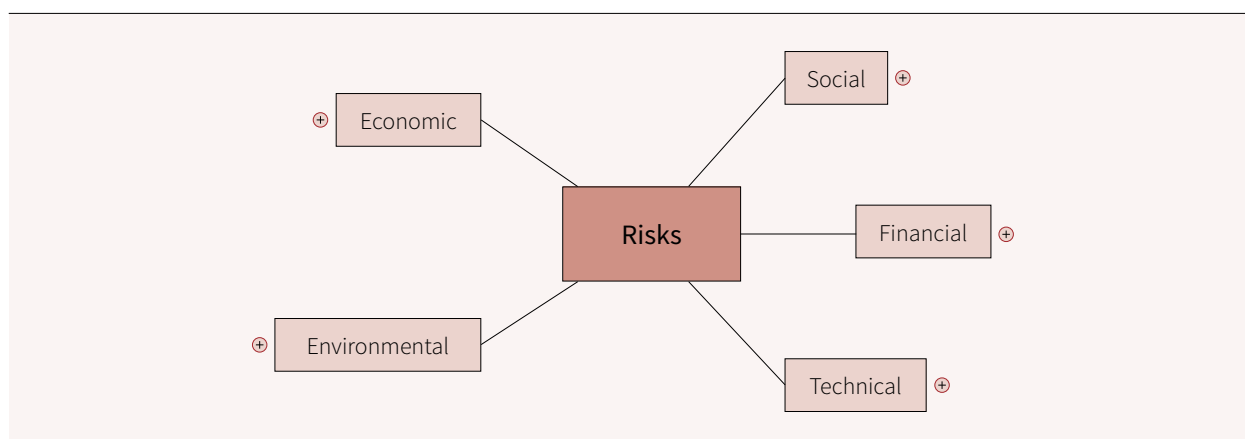 Social
Economic
Risks
Financial
Environmental
Technical